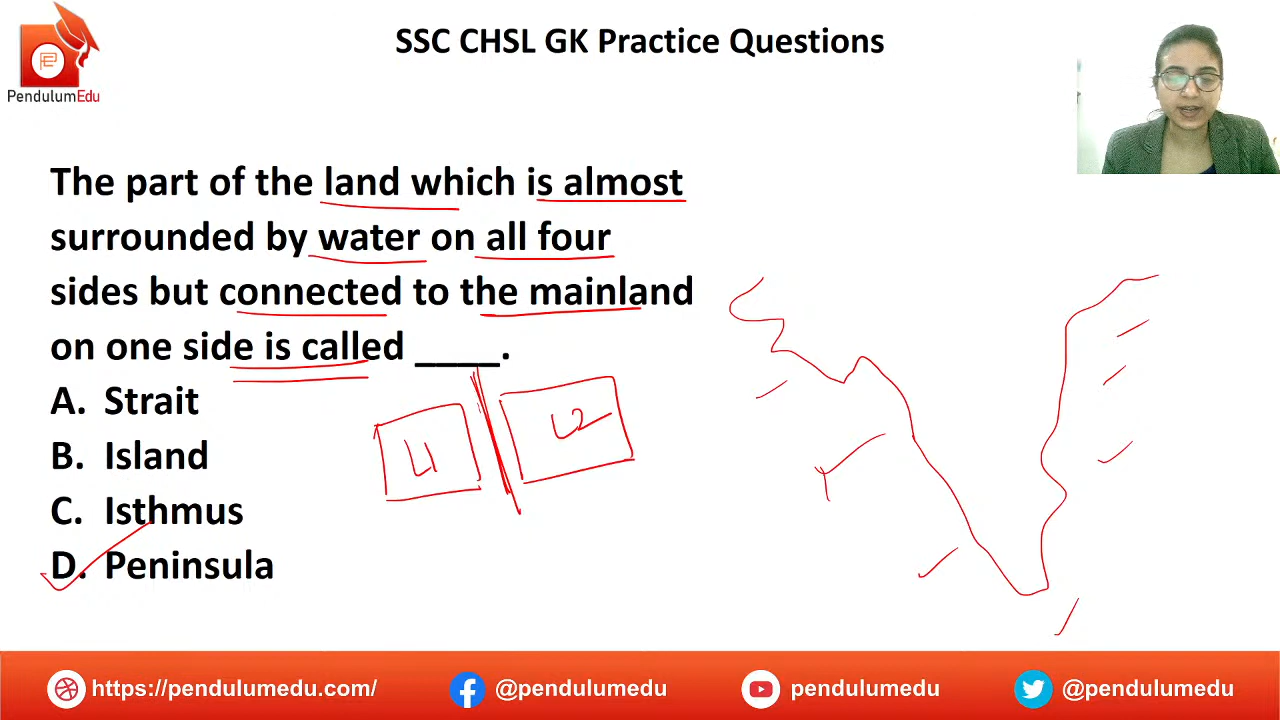 SSC CHSL GK Practice Questions
PendulumEdu
The part of the land which is almost
surrounded by water on all four
sides but connected to the mainland
on one side is called ____.
A. Strait
B. Island
C. Isthmus
D. Peninsula
L1
L2
https://pendulumedu.com/
@pendulumedu
pendulumedu
@pendulumedu